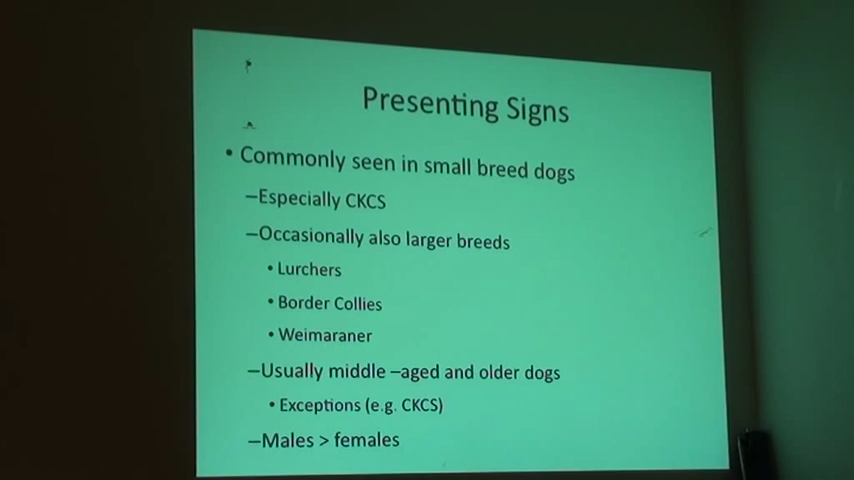 Presenting Signs
• Commonly seen in small breed dogs
–Especially CKCS
–Occasionally also larger breeds
• Lurchers
• Border Collies
• Weimaraner
–Usually middle –aged and older dogs
• Exceptions (e.g. CKCS)
–Males > females